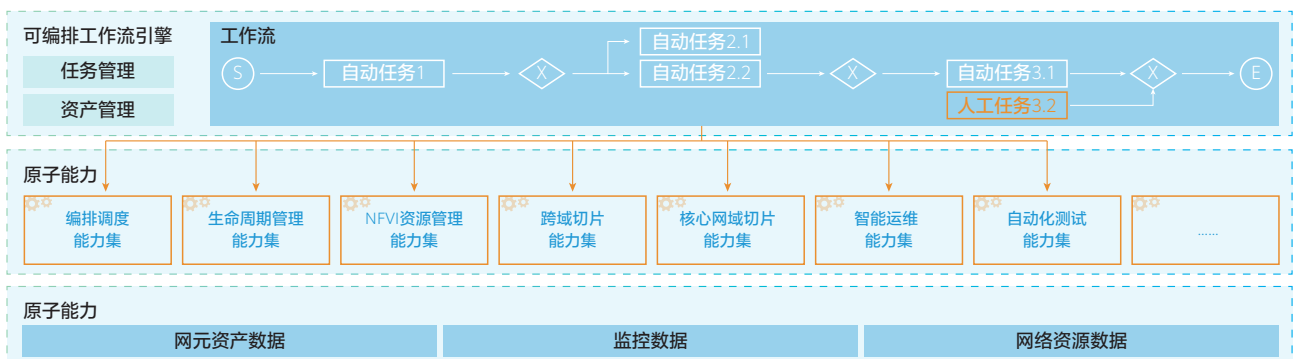 可编排工作流引擎
任务管理
资产管理
工作流
S
自动任务1
X
自动任务2.1
自动任务2.2
X
自动任务3.1
人工任务3.2
X
E
原子能力
编排调度
能力集
生命周期管理
能力集
NFVI资源管理
能力集
跨域切片
能力集
核心网域切片
能力集
智能运维
能力集
自动化测试
能力集
......
原子能力
网元资产数据
监控数据
网络资源数据